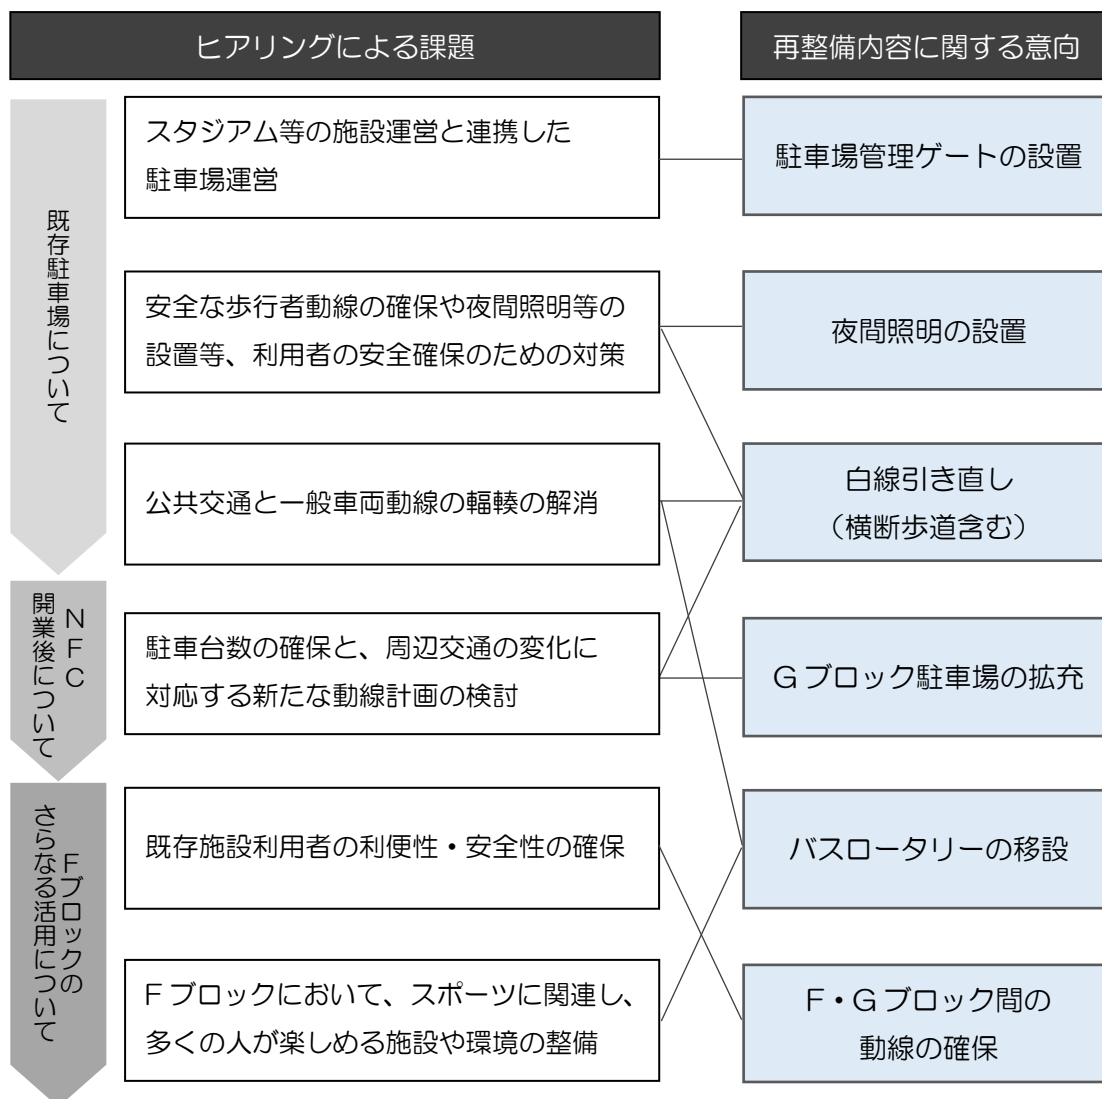 ヒアリングによる課題
再整備内容に関する意向
既存駐車場について
スタジアム等の施設運営と連携した
駐車場運営
駐車場管理ゲートの設置
安全な歩行者動線の確保や夜間照明等の
設置等、利用者の安全確保のための対策
夜間照明の設置
公共交通と一般車両動線の輻輳の解消
白線引き直し
（横断歩道含む）
NFC
開業後について
駐車台数の確保と、周辺交通の変化に
対応する新たな動線計画の検討
Gブロック駐車場の拡充
Fブロックの
さらなる活用について
既存施設利用者の利便性・安全性の確保
バスロータリーの移設
Fブロックにおいて、スポーツに関連し、
多くの人が楽しめる施設や環境の整備
F・Gブロック間の
動線の確保